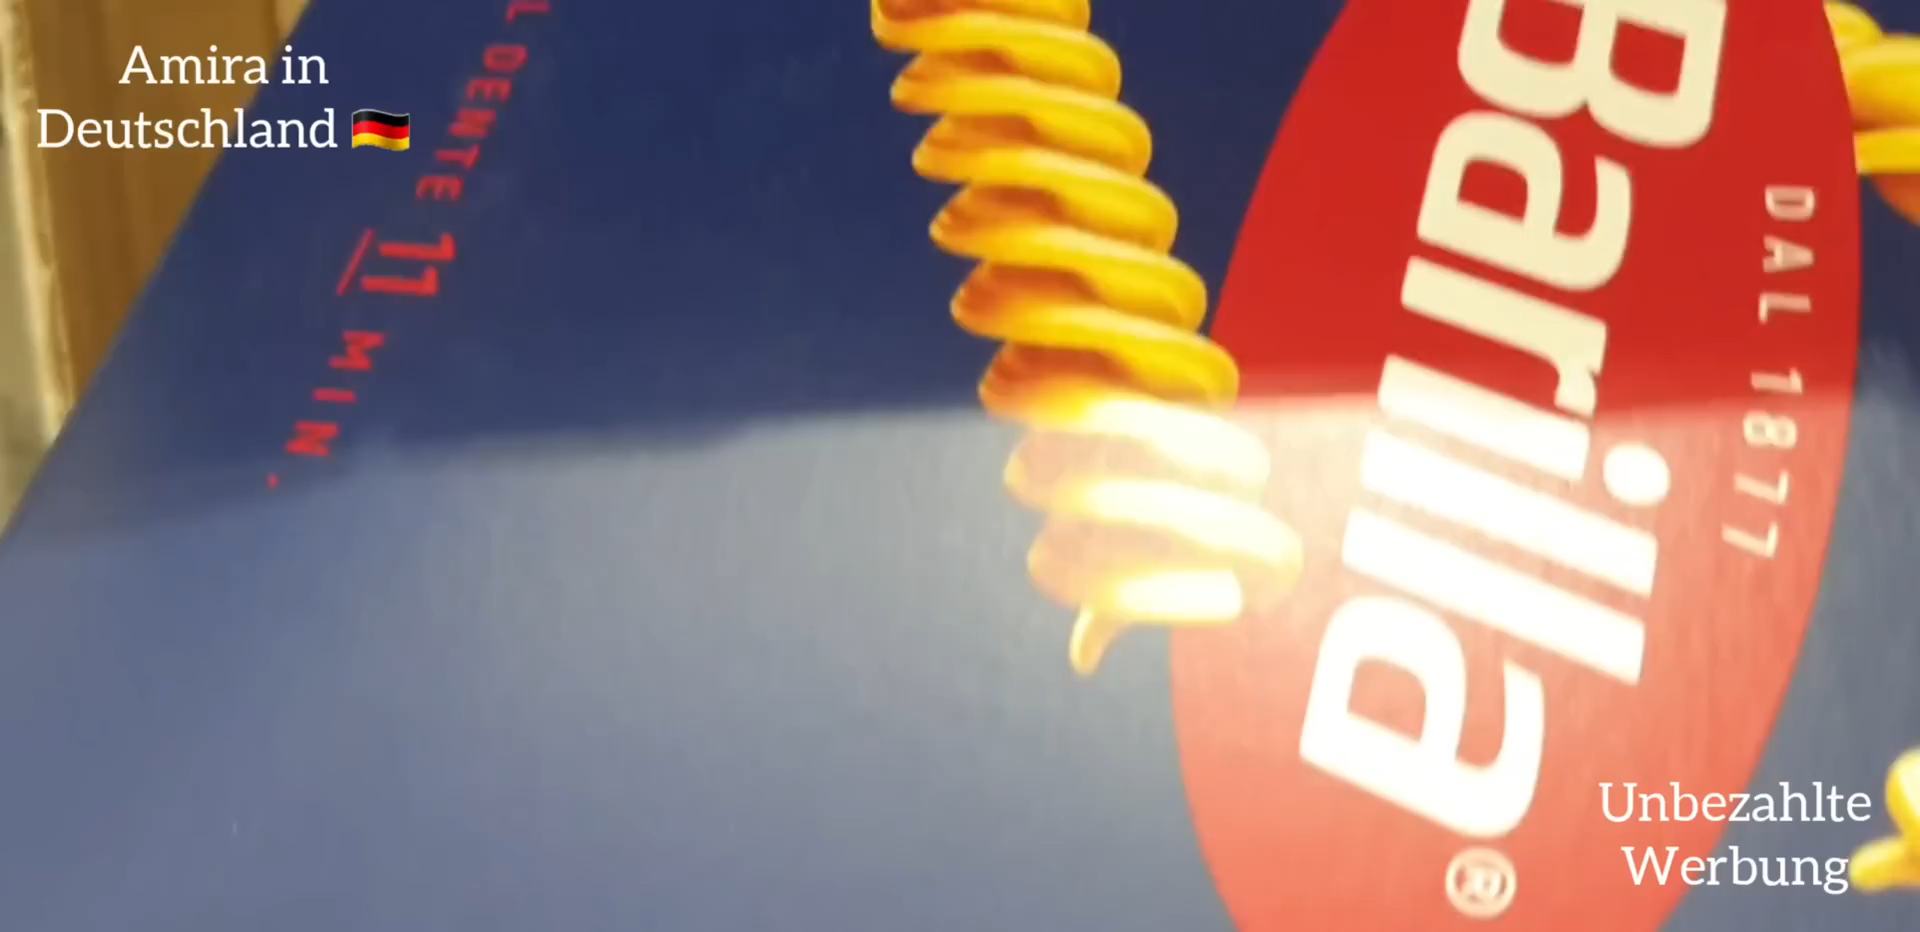 Amira in
Deutschland 🇩🇪
L DENTE 11 MIN.
Barilla®
DAL 1877
Unbezahlte
Werbung